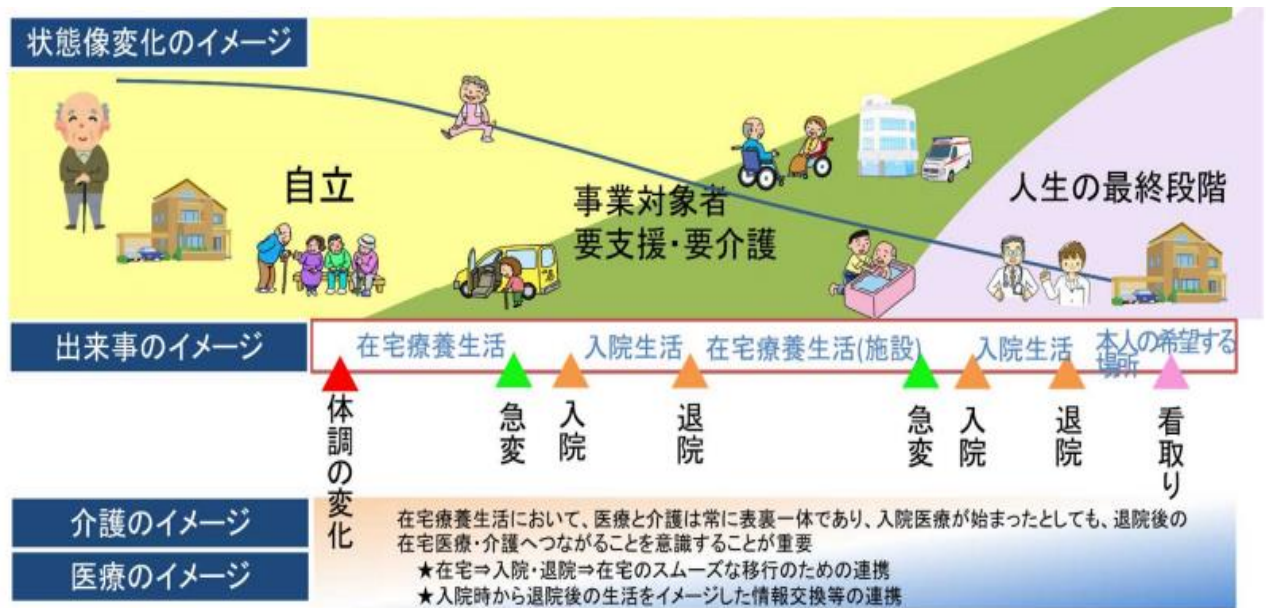 状態像変化のイメージ
自立
事業対象者
要支援・要介護
人生の最終段階
出来事のイメージ
在宅療養生活
入院生活
在宅療養生活(施設)
入院生活
本人の希望する
場所
体調の変化
急変
入院
退院
急変
入院
退院
看取り
介護のイメージ
医療のイメージ
在宅療養生活において、医療と介護は常に表裏一体であり、入院医療が始まったとしても、退院後の
在宅医療・介護へつながることを意識することが重要
★在宅⇒入院・退院⇒在宅のスムーズな移行のための連携
★入院時から退院後の生活をイメージした情報交換等の連携